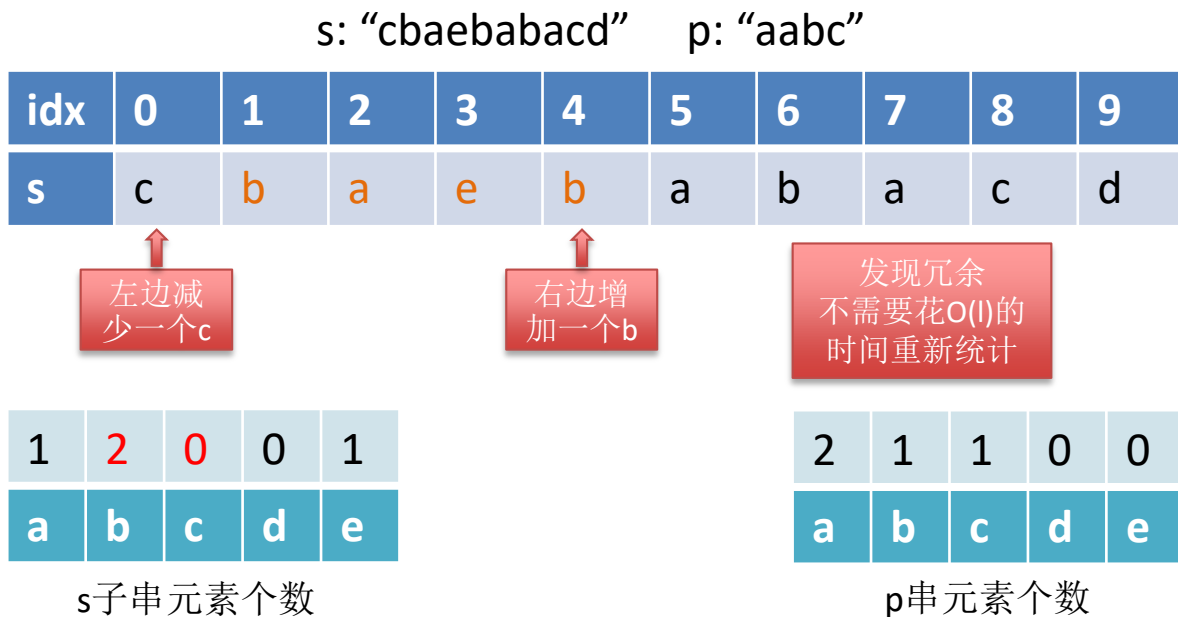 s: “cbaebabacd” p: “aabc”
idx 0 1 2 3 4 5 6 7 8 9
s c b a e b a b a c d
左边减
少一个c
右边增
加一个b
发现冗余
不需要花O(l)的
时间重新统计
1 2 0 0 1
a b c d e
s子串元素个数
2 1 1 0 0
a b c d e
p串元素个数